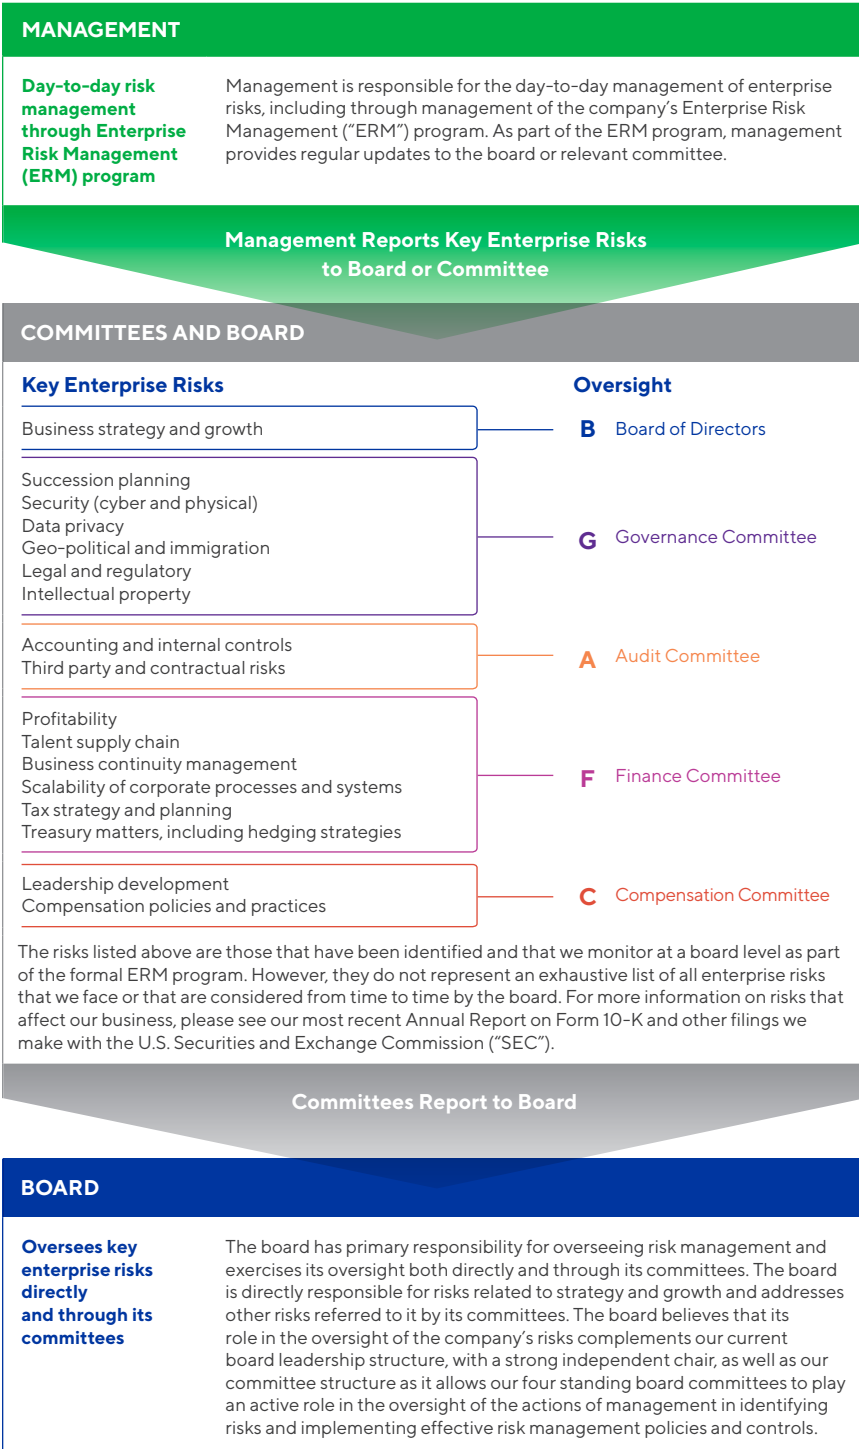 MANAGEMENT
Day-to-day risk
management
through Enterprise
Risk Management
(ERM) program
Management is responsible for the day-to-day management of enterprise
risks, including through management of the company’s Enterprise Risk
Management (“ERM”) program. As part of the ERM program, management
provides regular updates to the board or relevant committee.
Management Reports Key Enterprise Risks
to Board or Committee
COMMITTEES AND BOARD
Key Enterprise Risks
Oversight
Business strategy and growth
B Board of Directors
Succession planning
Security (cyber and physical)
Data privacy
Geo-political and immigration
Legal and regulatory
Intellectual property
G Governance Committee
Accounting and internal controls
Third party and contractual risks
A Audit Committee
Profitability
Talent supply chain
Business continuity management
Scalability of corporate processes and systems
Tax strategy and planning
Treasury matters, including hedging strategies
F Finance Committee
Leadership development
Compensation policies and practices
C Compensation Committee
The risks listed above are those that have been identified and that we monitor at a board level as part
of the formal ERM program. However, they do not represent an exhaustive list of all enterprise risks
that we face or that are considered from time to time by the board. For more information on risks that
affect our business, please see our most recent Annual Report on Form 10-K and other filings we
make with the U.S. Securities and Exchange Commission (“SEC”).
Committees Report to Board
BOARD
Oversees key
enterprise risks
directly
and through its
committees
The board has primary responsibility for overseeing risk management and
exercises its oversight both directly and through its committees. The board
is directly responsible for risks related to strategy and growth and addresses
other risks referred to it by its committees. The board believes that its
role in the oversight of the company’s risks complements our current
board leadership structure, with a strong independent chair, as well as our
committee structure as it allows our four standing board committees to play
an active role in the oversight of the actions of management in identifying
risks and implementing effective risk management policies and controls.